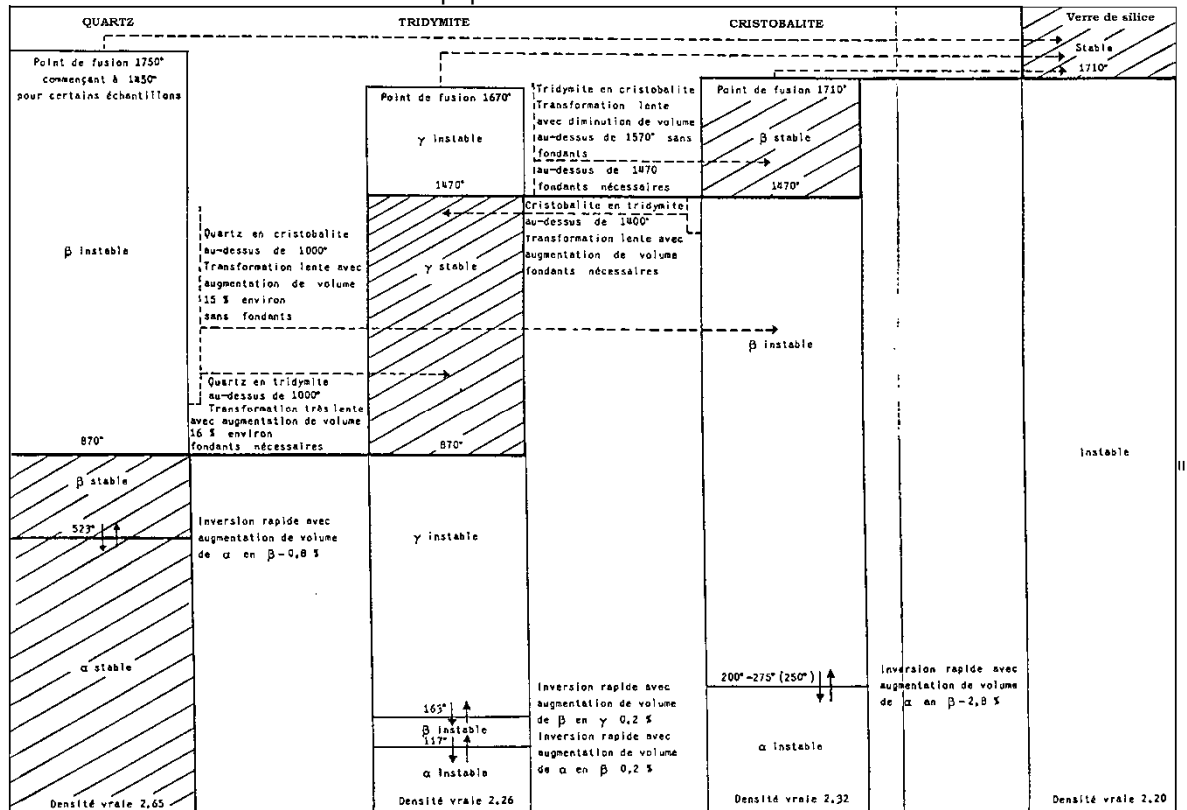 QUARTZ
TRIDYMITE
CRISTOBALITE
Verre de silice
Stable
1710°
Point de fusion 1750°
commençant à 1450°
pour certains échantillons
Point de fusion 1670°
γ instable
1470°
Tridymite en cristobalite
Transformation lente
avec diminution de volume
au-dessus de 1570° sans
fondants
au-dessus de 1470
fondants nécessaires
Point de fusion 1710°
β stable
1470°
Cristobalite en tridymite
au-dessus de 1400°
Transformation lente avec
augmentation de volume
fondants nécessaires
β instable
Quartz en cristobalite
au-dessus de 1000°
Transformation lente avec
augmentation de volume
15 % environ
sans fondants
γ stable
β instable
Quartz en tridymite
au-dessus de 1000°
Transformation très lente
avec augmentation de volume
16 % environ
fondants nécessaires
870°
870°
Instable
II
β stable
523°
Inversion rapide avec
augmentation de volume
de α en β-0,8 %
γ instable
α stable
200°-275° (250°)
Inversion rapide avec
augmentation de volume
de α an β-2,8 %
163°
Inversion rapide avec
augmentation de volume
de β en γ 0,2 %
β instable
117°
Inversion rapide avec
augmentation de volume
de α en β 0,2 %
α instable
α instable
Densité vraie 2.65
Densité vraie 2.26
Densité vraie 2.32
Densité vraie 2.20